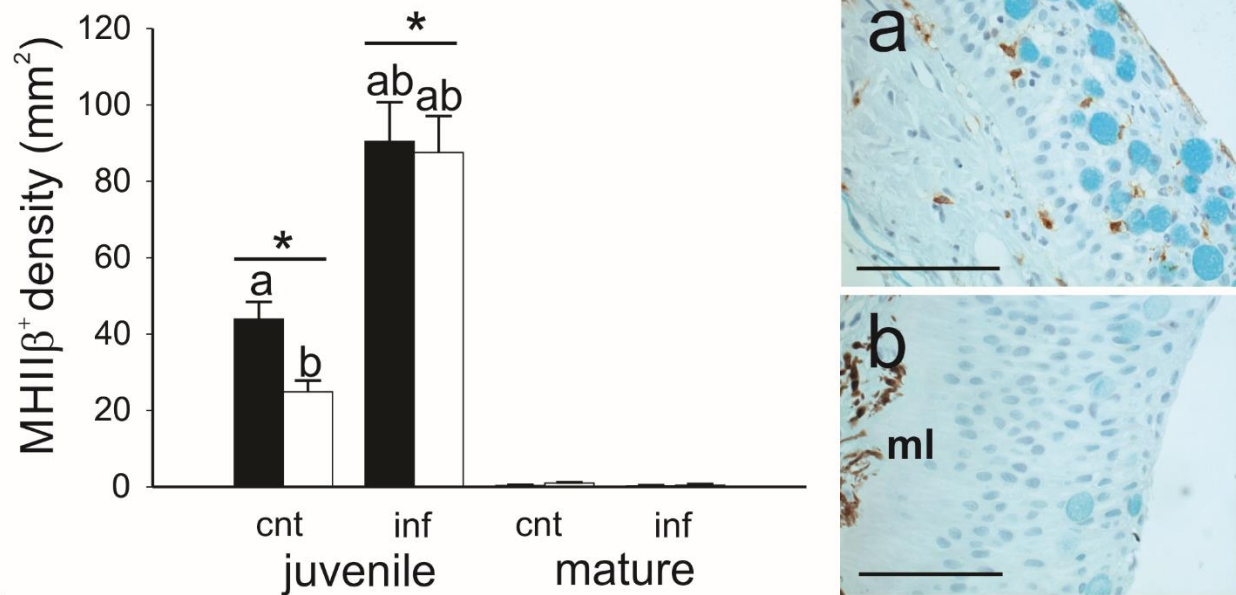 MHIIβ+ density (mm2)
120
100
80
60
40
20
0
*
a
b
*
ab
ab
cnt
inf
cnt
inf
juvenile
mature
a
b
ml